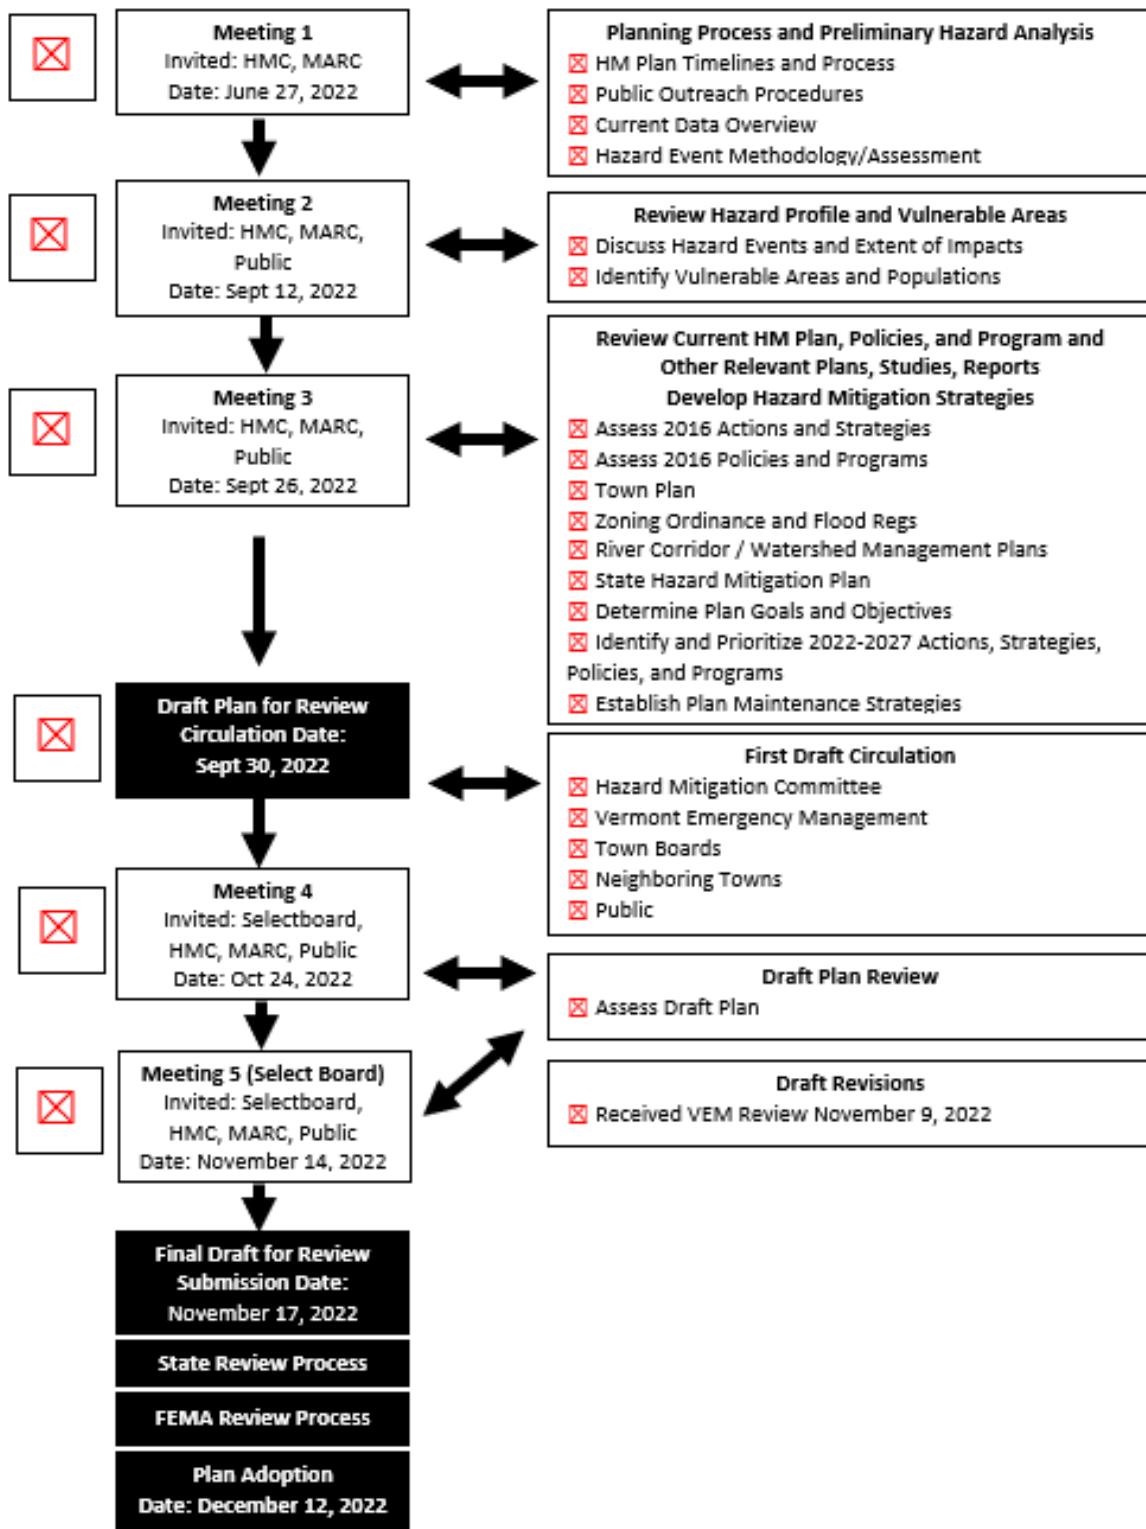 Meeting 1
Invited: HMC, MARC
Date: June 27, 2022
Planning Process and Preliminary Hazard Analysis
HM Plan Timelines and Process
Public Outreach Procedures
Current Data Overview
Hazard Event Methodology/Assessment
Meeting 2
Invited: HMC, MARC,
Public
Date: Sept 12, 2022
Review Hazard Profile and Vulnerable Areas
Discuss Hazard Events and Extent of Impacts
Identify Vulnerable Areas and Populations
Meeting 3
Invited: HMC, MARC,
Public
Date: Sept 26, 2022
Review Current HM Plan, Policies, and Program and
Other Relevant Plans, Studies, Reports
Develop Hazard Mitigation Strategies
Assess 2016 Actions and Strategies
Assess 2016 Policies and Programs
Town Plan
Zoning Ordinance and Flood Regs
River Corridor / Watershed Management Plans
State Hazard Mitigation Plan
Determine Plan Goals and Objectives
Identify and Prioritize 2022-2027 Actions, Strategies,
Policies, and Programs
Establish Plan Maintenance Strategies
Draft Plan for Review
Circulation Date:
Sept 30, 2022
First Draft Circulation
Hazard Mitigation Committee
Vermont Emergency Management
Town Boards
Neighboring Towns
Public
Meeting 4
Invited: Selectboard,
HMC, MARC, Public
Date: Oct 24, 2022
Draft Plan Review
Assess Draft Plan
Meeting 5 (Select Board)
Invited: Selectboard,
HMC, MARC, Public
Date: November 14, 2022
Draft Revisions
Received VEM Review November 9, 2022
Final Draft for Review
Submission Date:
November 17, 2022
State Review Process
FEMA Review Process
Plan Adoption
Date: December 12, 2022